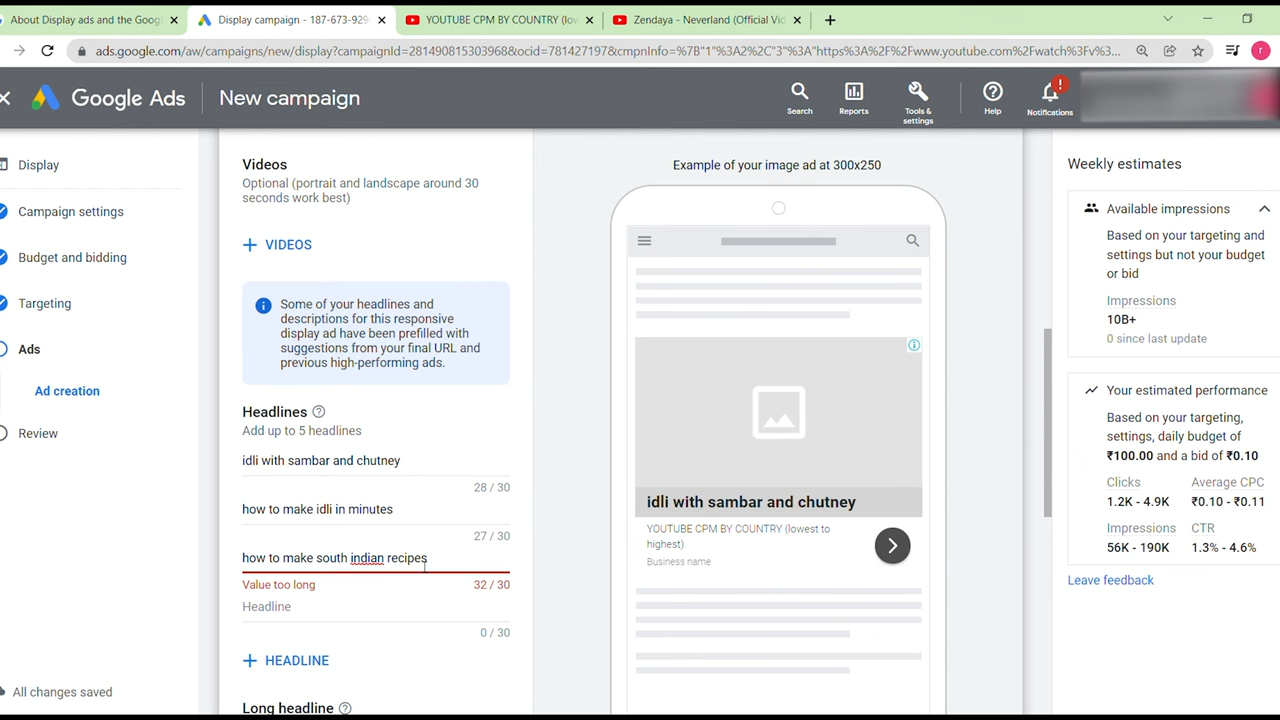 About Display ads and the Googl
Display campaign - 187-673-929
YOUTUBE CPM BY COUNTRY (low
Zendaya - Neverland (Official Vid
ads.google.com/aw/campaigns/new/display?campaignId=281490815303968&ocid=781427197&cmpnInfo=%7B"1"%3A2%2C"3"%3A"https%3A%2F%2Fwww.youtube.com%2Fwatch%3Fv%3...
Google Ads
New campaign
Search
Reports
Tools & settings
Help
Notifications
Display
Campaign settings
Budget and bidding
Targeting
Ads
Ad creation
Review
All changes saved
Videos
Optional (portrait and landscape around 30
seconds work best)
+ VIDEOS
Some of your headlines and
descriptions for this responsive
display ad have been prefilled with
suggestions from your final URL and
previous high-performing ads.
Headlines
Add up to 5 headlines
idli with sambar and chutney
28 / 30
how to make idli in minutes
27 / 30
how to make south indian recipes
Value too long 32 / 30
Headline
0 / 30
+ HEADLINE
Long headline
Example of your image ad at 300x250
idli with sambar and chutney
YOUTUBE CPM BY COUNTRY (lowest to
highest)
Business name
Weekly estimates
Available impressions
Based on your targeting and
settings but not your budget
or bid
Impressions
10B+
0 since last update
Your estimated performance
Based on your targeting,
settings, daily budget of
₹100.00 and a bid of ₹0.10
Clicks Average CPC
1.2K - 4.9K ₹0.10 - ₹0.11
Impressions CTR
56K - 190K 1.3% - 4.6%
Leave feedback